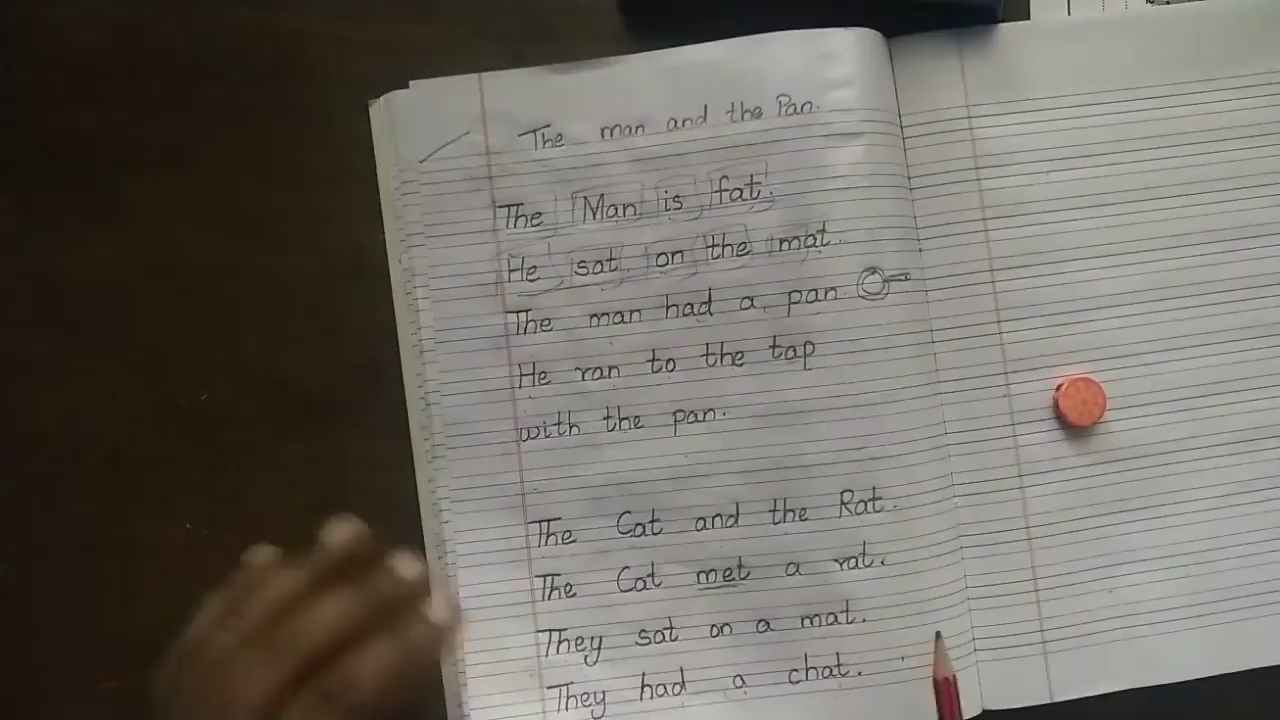 The man and the Pan.
The Man is fat.
He sat on the mat.
The man had a pan.
He ran to the tap
with the pan.
The Cat and the Rat.
The Cat met a rat.
They sat on a mat.
They had a chat.